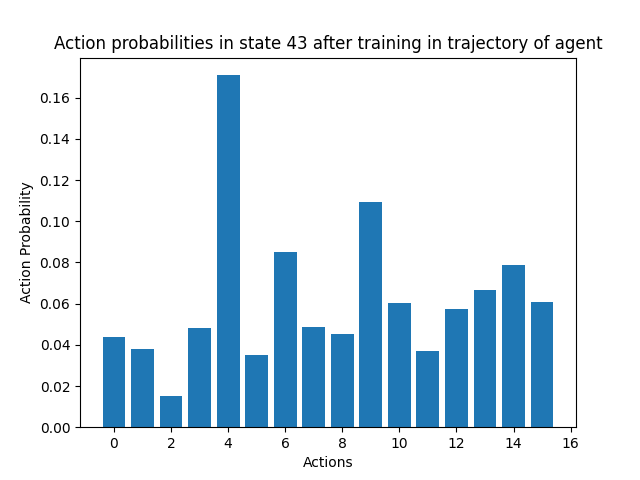 Action probabilities in state 43 after training in trajectory of agent
0.16
0.14
0.12
0.10
0.08
0.06
0.04
0.02
0.00
Action Probability
0 2 4 6 8 10 12 14 16
Actions